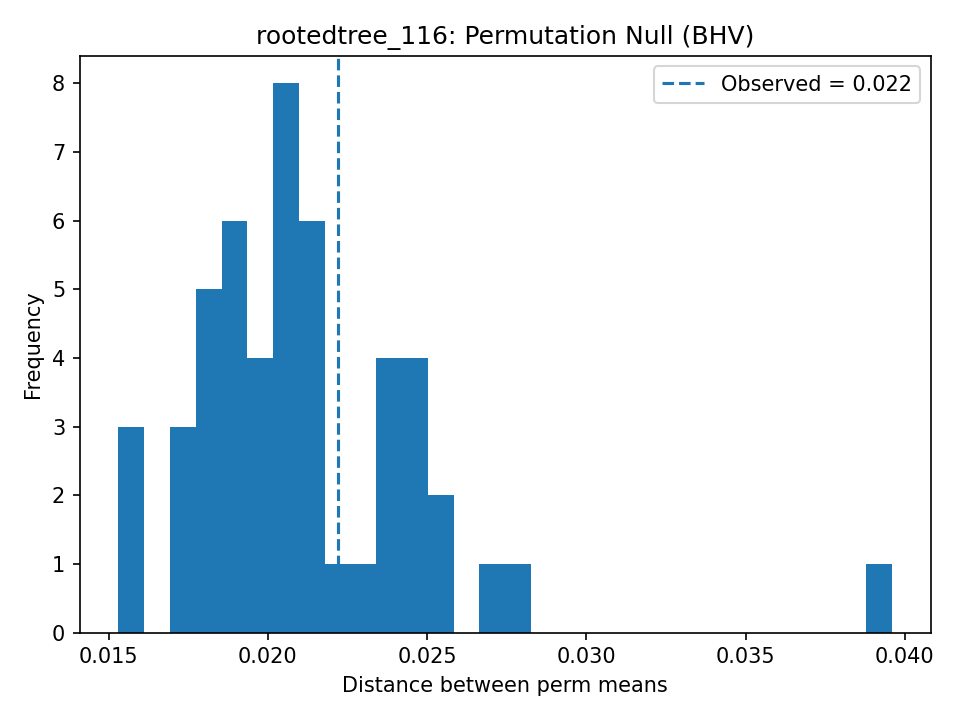 rootedtree_116: Permutation Null (BHV)
Observed = 0.022
Frequency
8
7
6
5
4
3
2
1
0
0.015 0.020 0.025 0.030 0.035 0.040
Distance between perm means